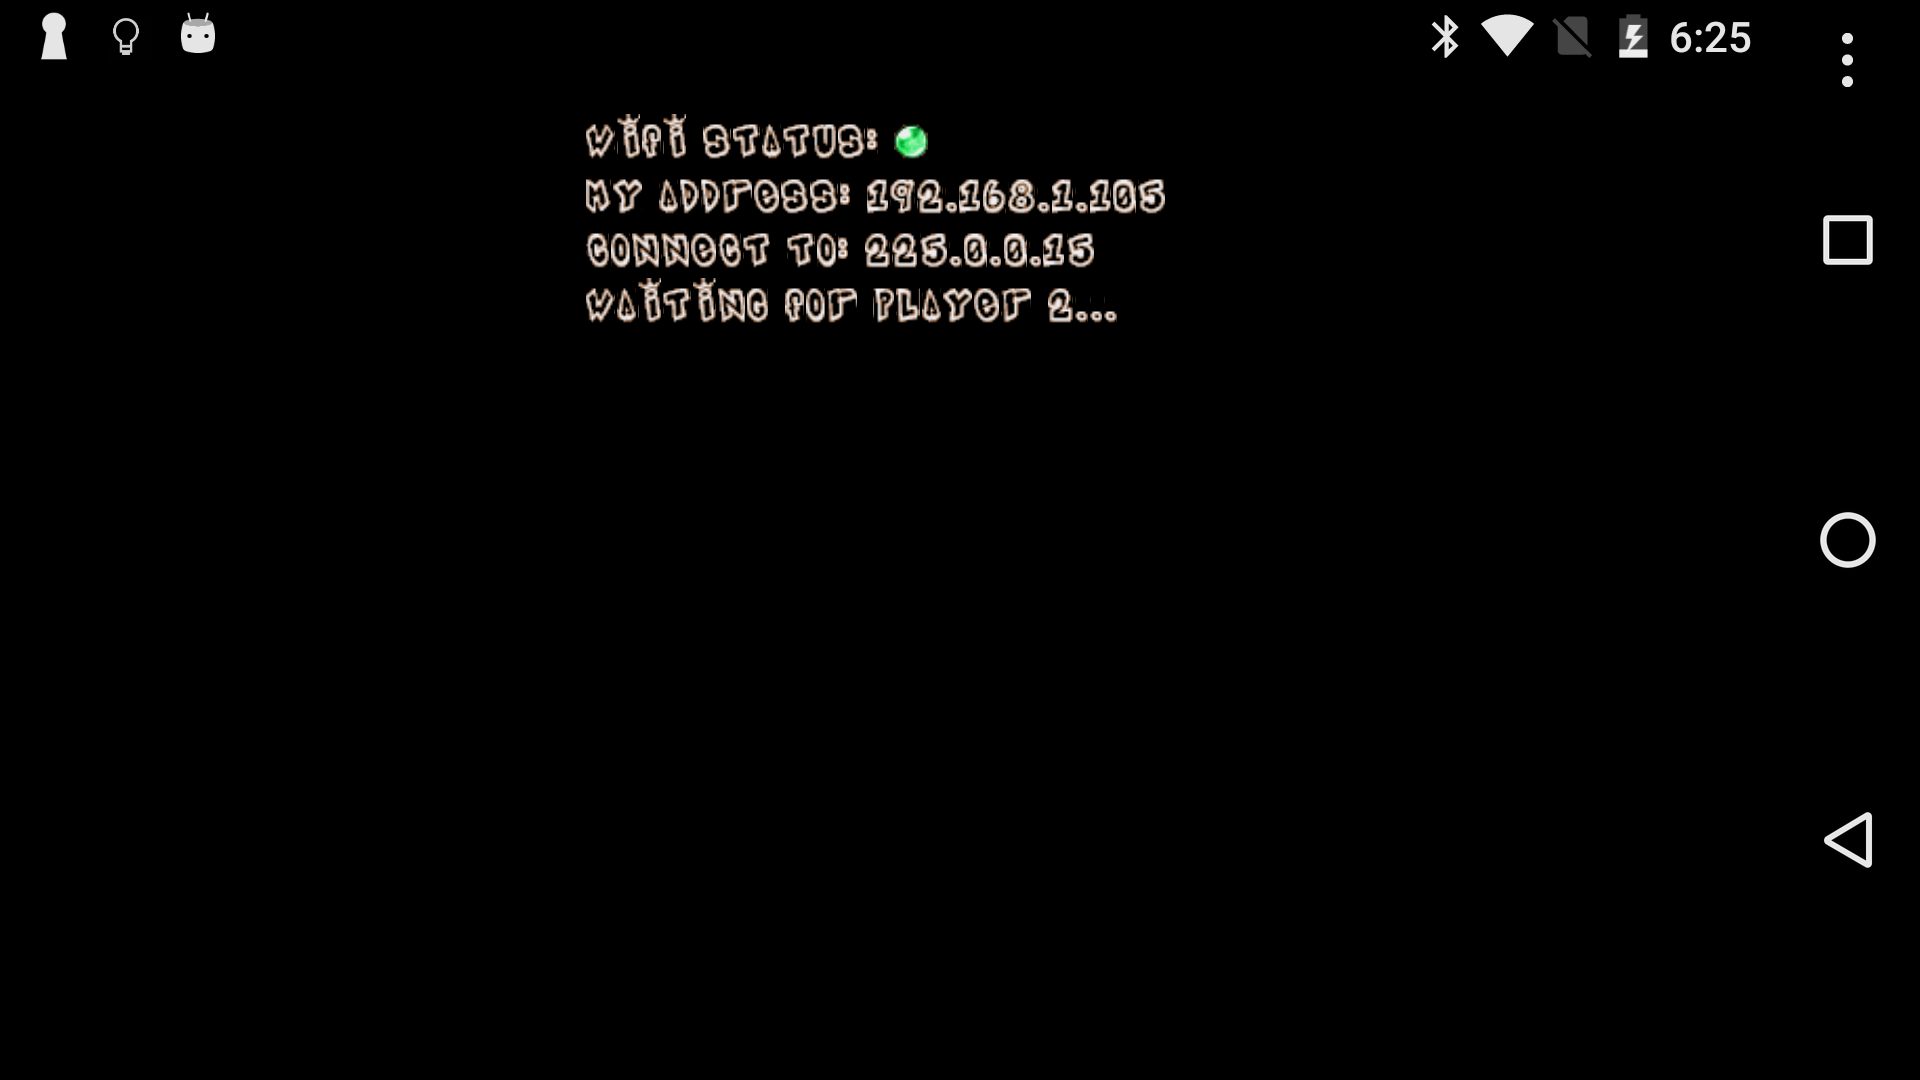 6:25
WiFi STATUS:
MY ADDRESS: 192.168.1.105
CONNECT TO: 225.0.0.15
WAITING FOR PLAYER 2...